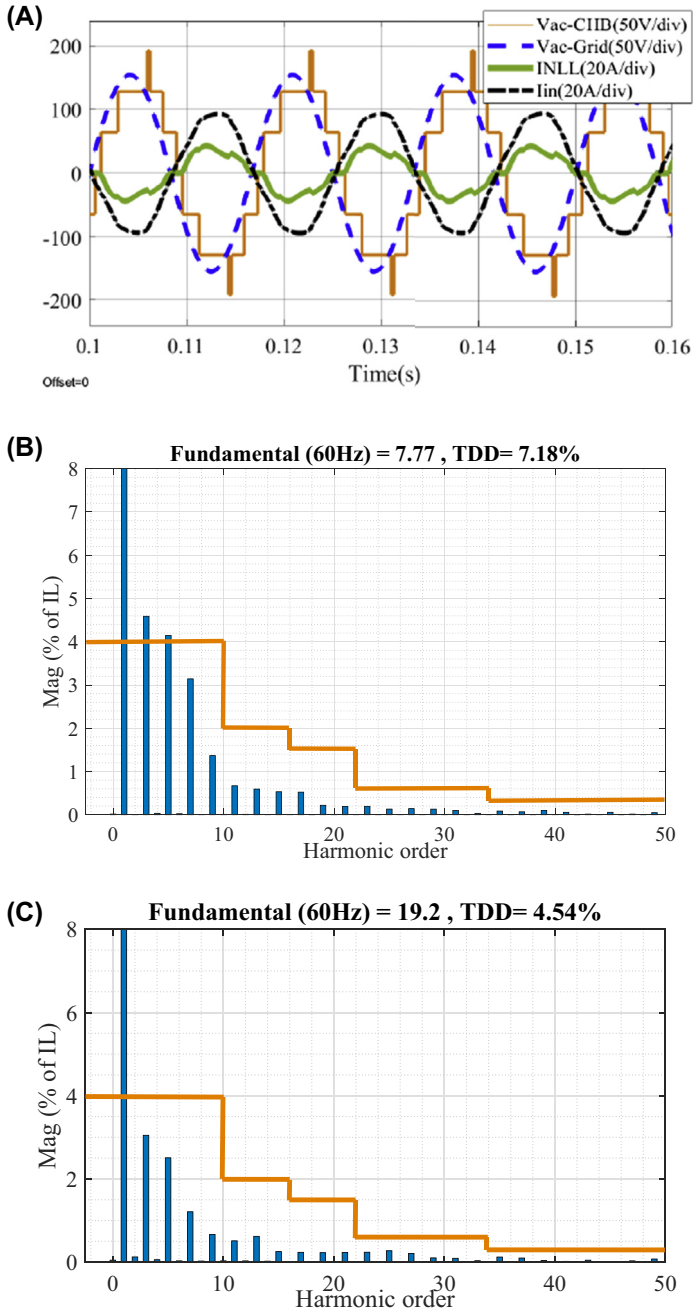 (A)
Vac-CHB(50V/div)
Vac-Grid(50V/div)
INLL(20A/div)
Iin(20A/div)
200
100
0
-100
-200
0.1 0.11 0.12 0.13 0.14 0.15 0.16
Time(s)
Offset=0
(B)
Fundamental (60Hz) = 7.77 , TDD= 7.18%
Mag (% of IL)
8
7
6
5
4
3
2
1
0
0 10 20 30 40 50
Harmonic order
(C)
Fundamental (60Hz) = 19.2 , TDD= 4.54%
Mag (% of IL)
8
6
4
2
0
0 10 20 30 40 50
Harmonic order